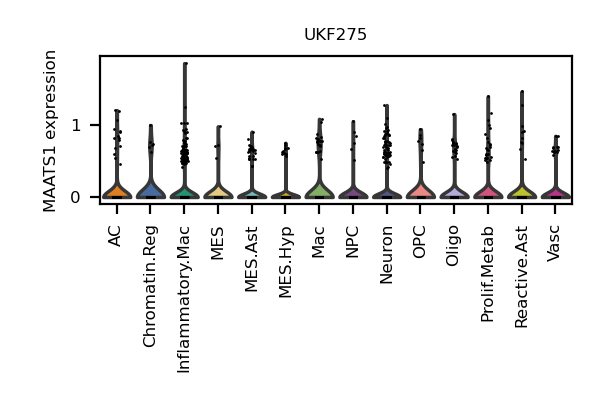 UKF275
MAATS1 expression
1
0
AC
Chromatin.Reg
Inflammatory.Mac
MES
MES.Ast
MES.Hyp
Mac
NPC
Neuron
OPC
Oligo
Prolif.Metab
Reactive.Ast
Vasc